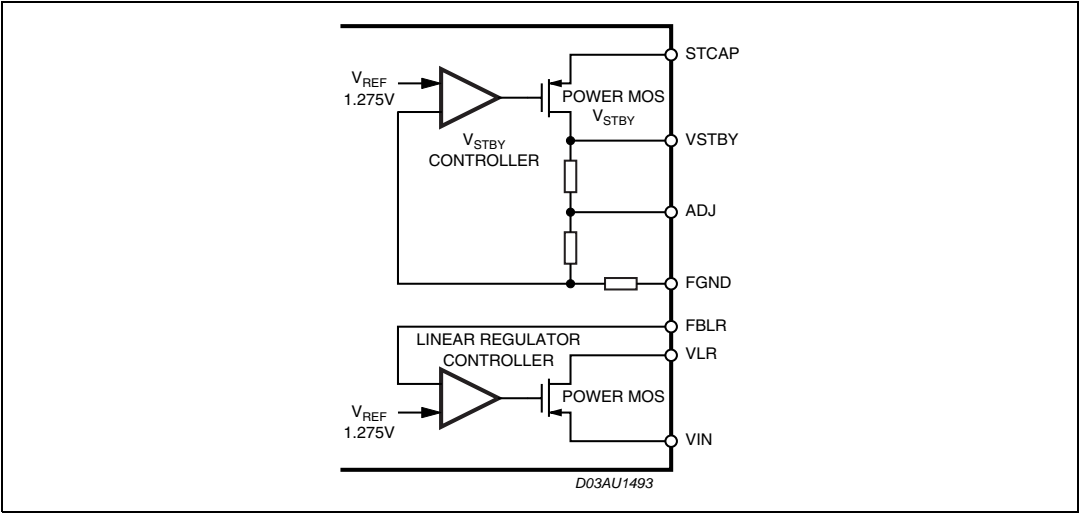 STCAP
VREF
1.275V
POWER MOS
VSTBY
VSTBY
CONTROLLER
VSTBY
ADJ
FGND
FBLR
LINEAR REGULATOR
CONTROLLER
VLR
POWER MOS
VREF
1.275V
VIN
D03AU1493